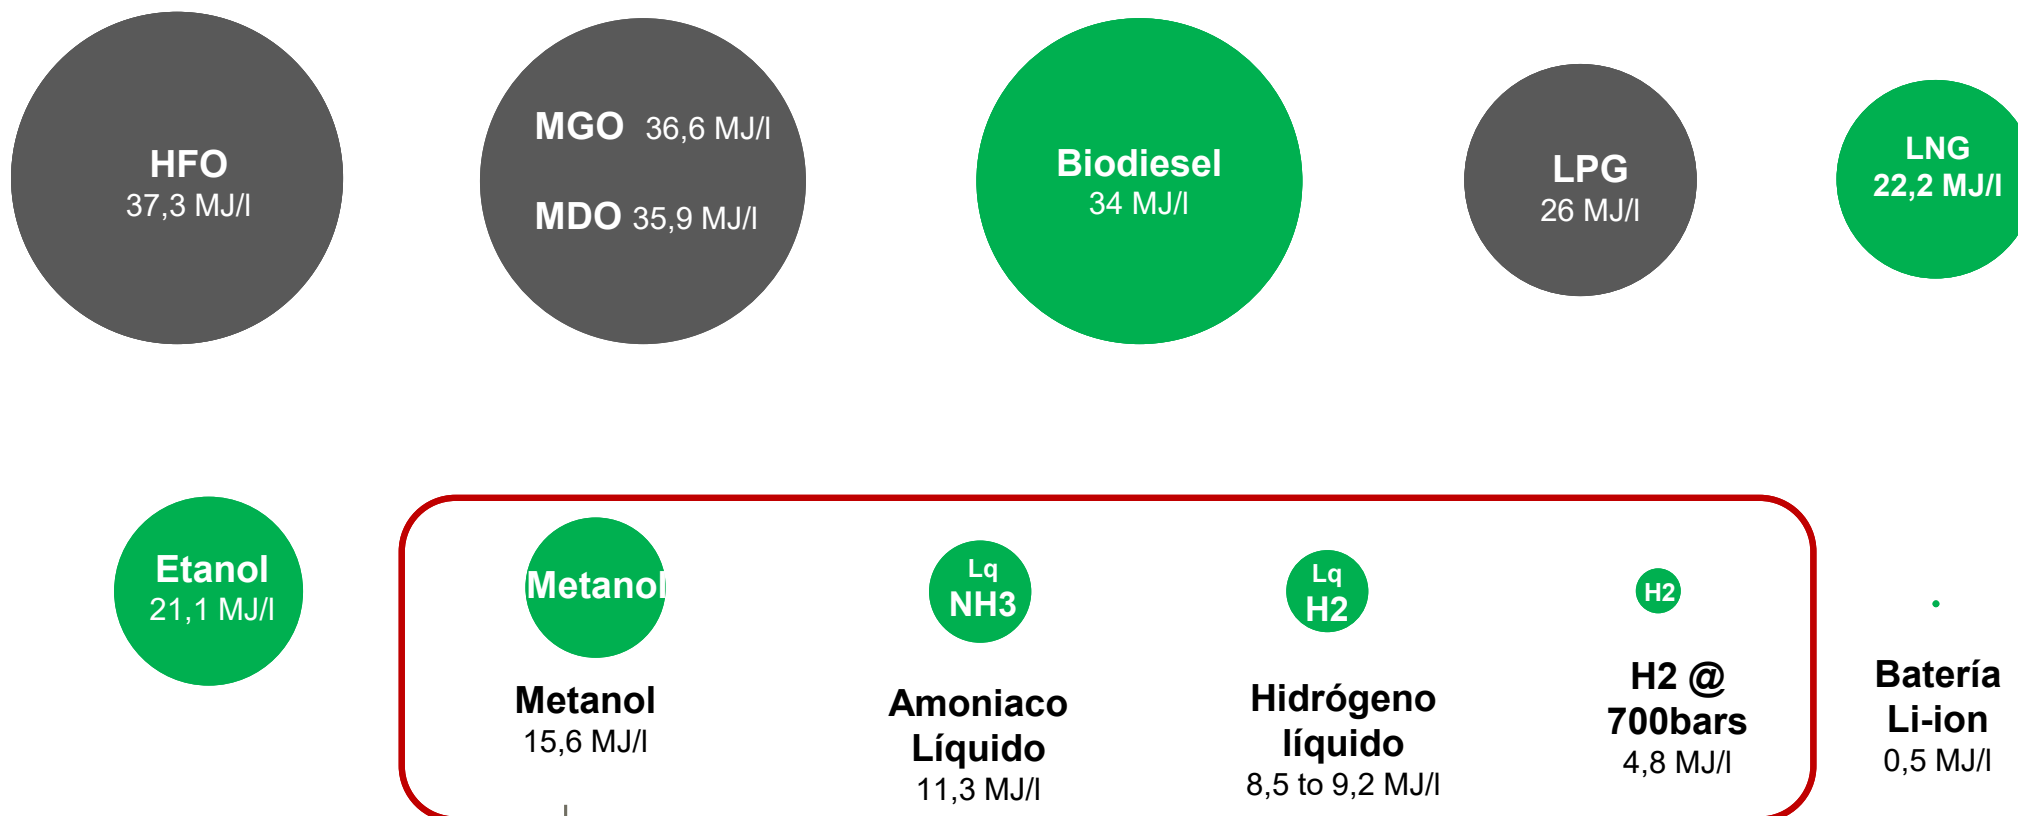 HFO
37,3 MJ/l
MGO 36,6 MJ/l
MDO 35,9 MJ/l
Biodiesel
34 MJ/l
LPG
26 MJ/l
LNG
22,2 MJ/l
Etanol
21,1 MJ/l
Metanol
Metanol
15,6 MJ/l
Lq
NH3
Amoniaco
Líquido
11,3 MJ/l
Lq
H2
Hidrógeno
líquido
8,5 to 9,2 MJ/l
H2
H2 @
700bars
4,8 MJ/l
Batería
Li-ion
0,5 MJ/l